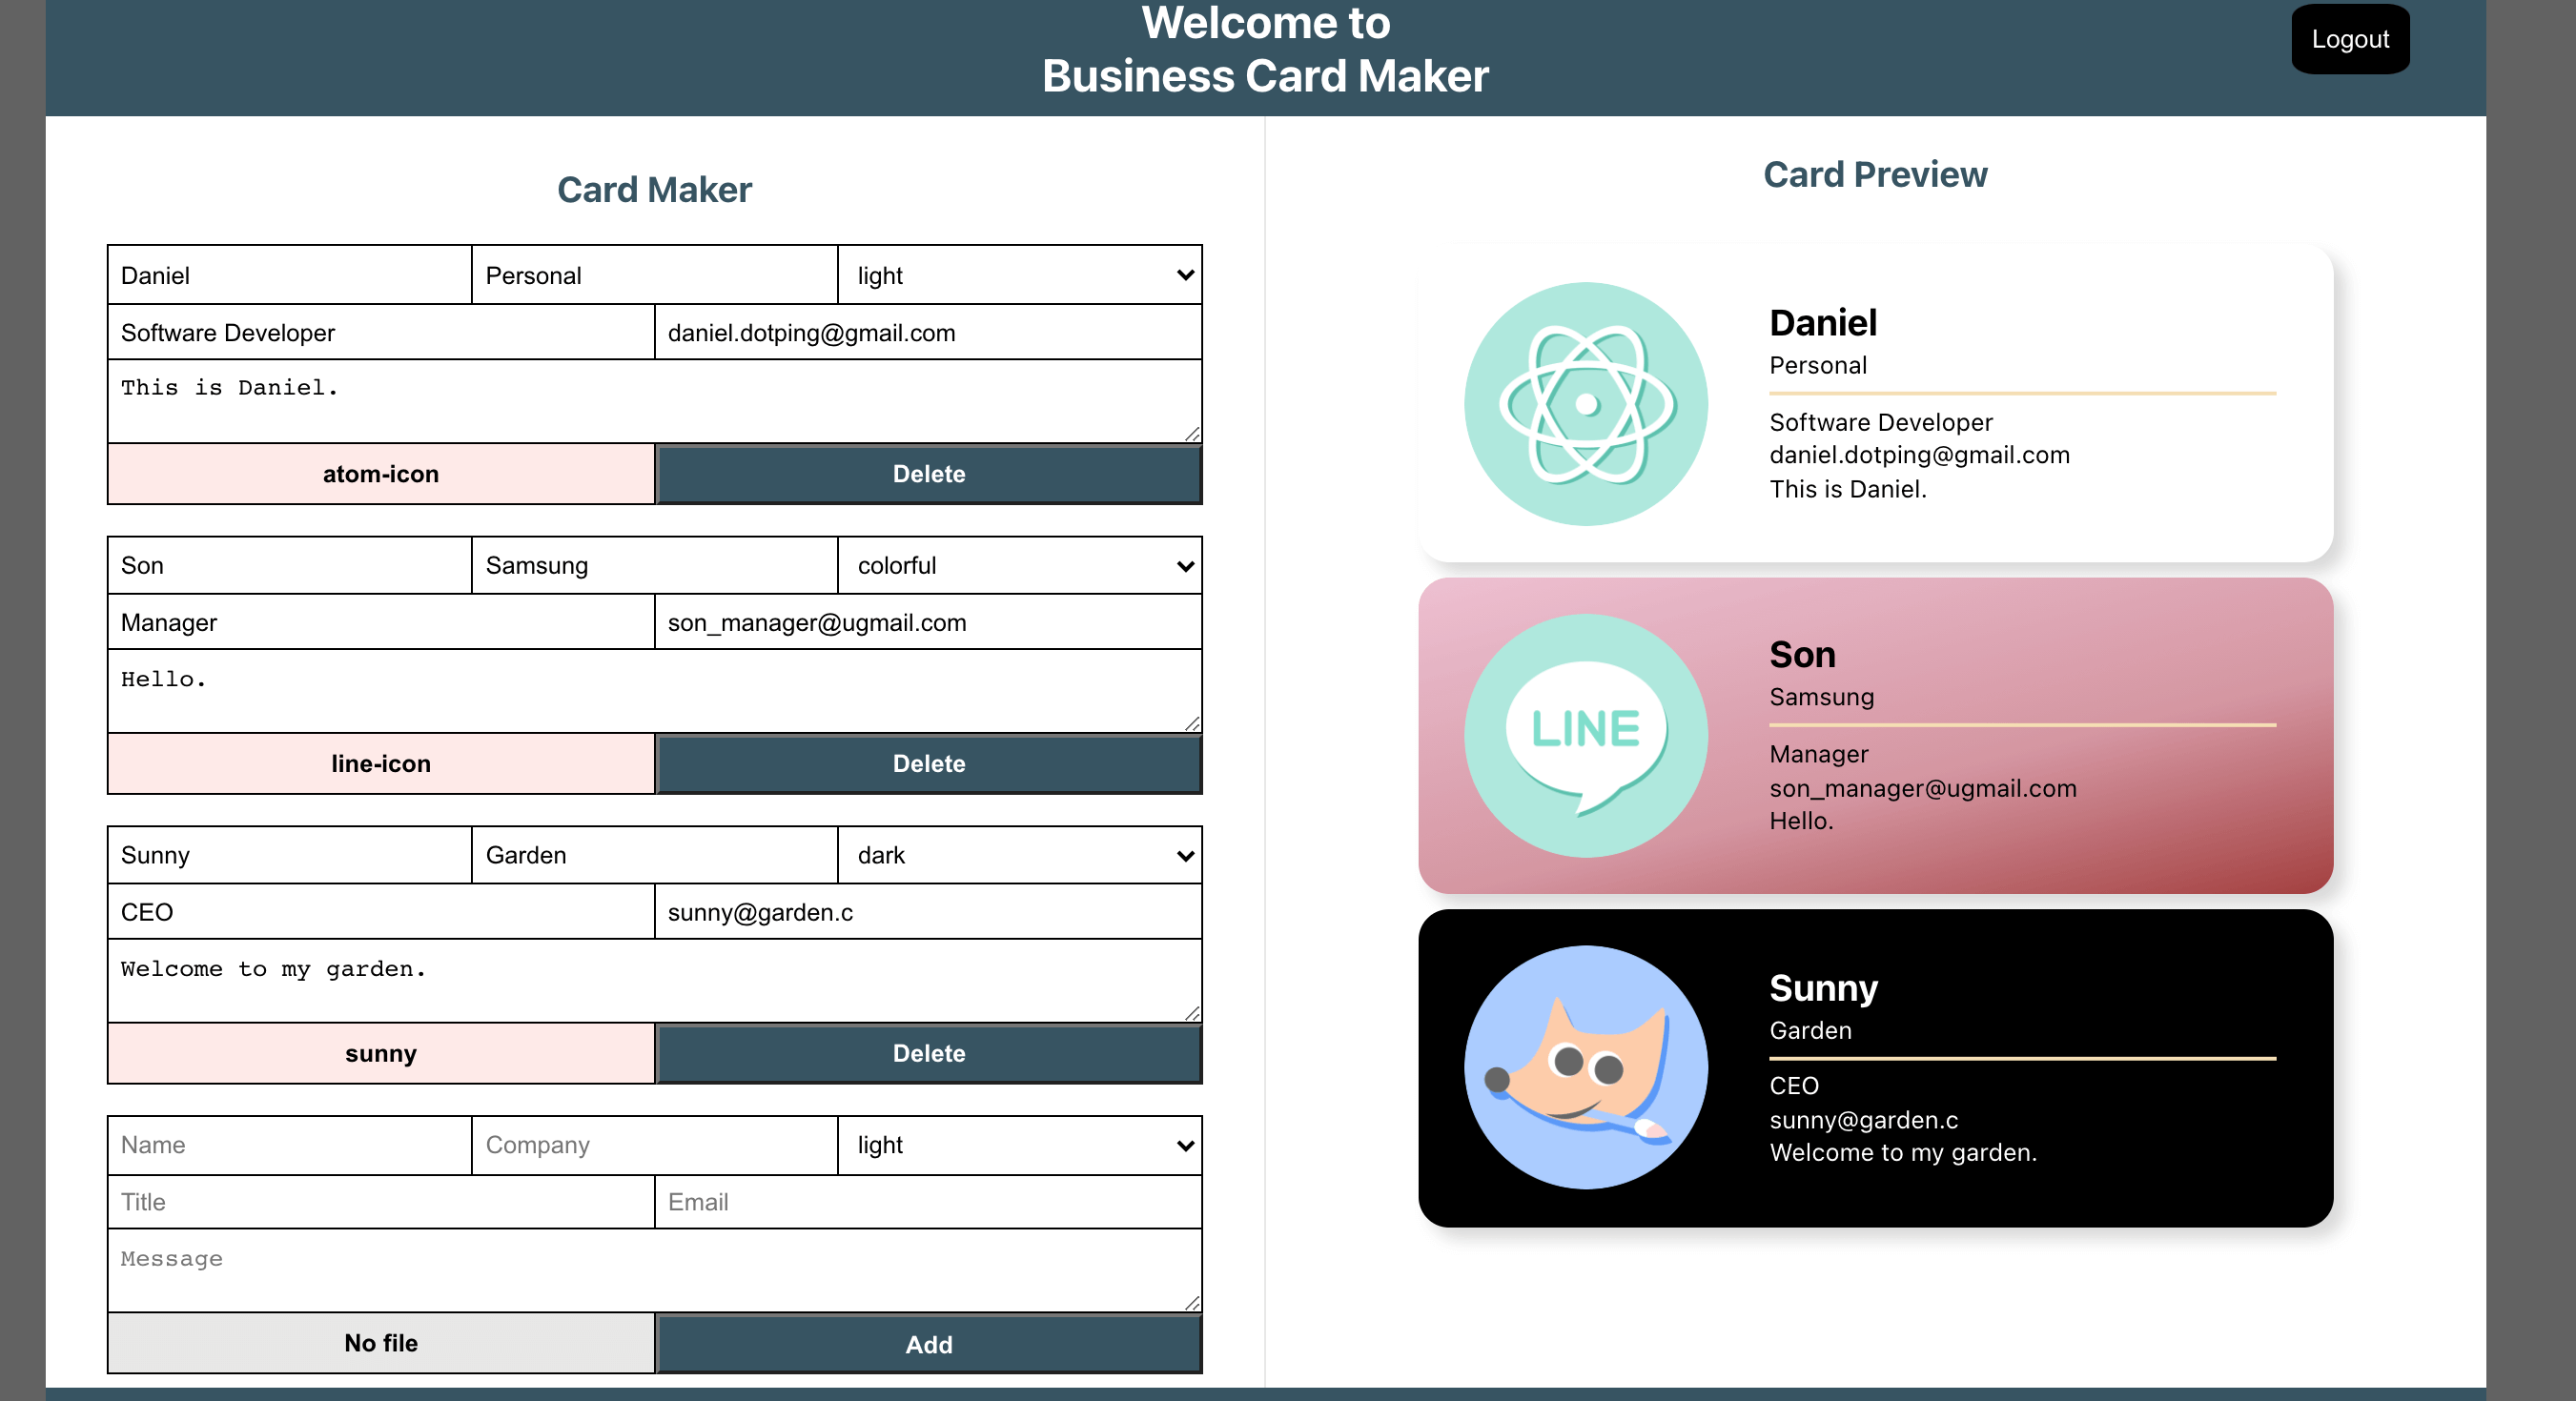 Welcome to
Business Card Maker
Logout
Card Maker
Daniel Personal light
Software Developer daniel.dotping@gmail.com
This is Daniel.
atom-icon Delete
Son Samsung colorful
Manager son_manager@ugmail.com
Hello.
line-icon Delete
Sunny Garden dark
CEO sunny@garden.c
Welcome to my garden.
sunny Delete
Name Company light
Title Email
Message
No file Add
Card Preview
Daniel
Personal
Software Developer
daniel.dotping@gmail.com
This is Daniel.
LINE
Son
Samsung
Manager
son_manager@ugmail.com
Hello.
Sunny
Garden
CEO
sunny@garden.c
Welcome to my garden.